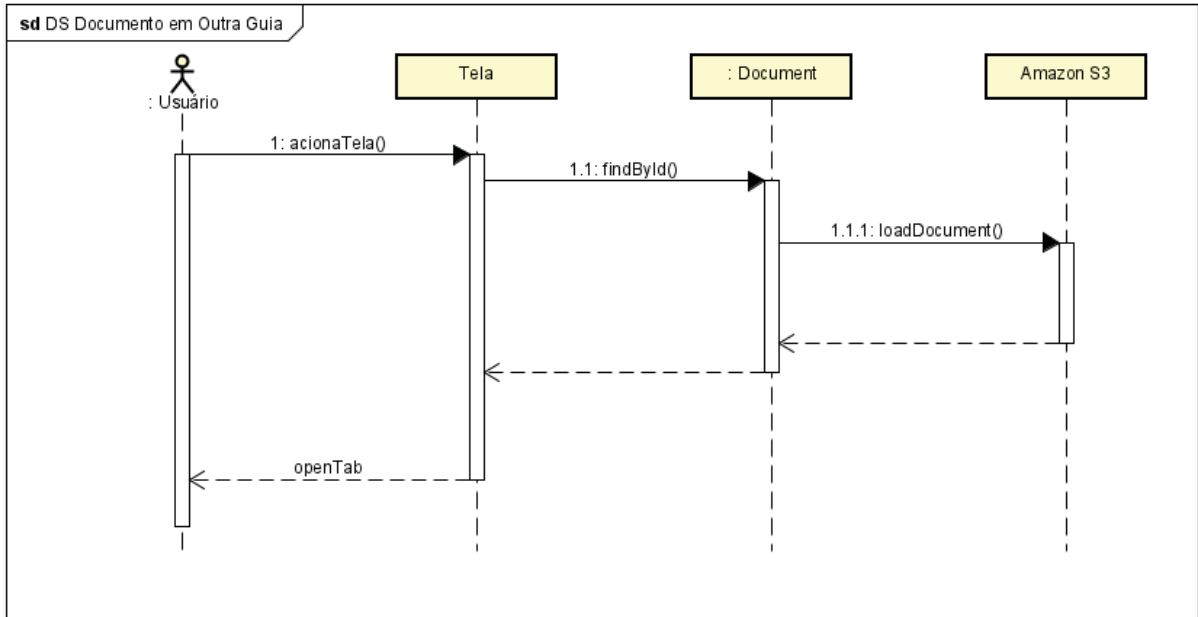 sd DS Documento em Outra Guia
: Usuário
Tela
: Document
Amazon S3
1: acionaTela()
1.1: findById()
1.1.1: loadDocument()
openTab